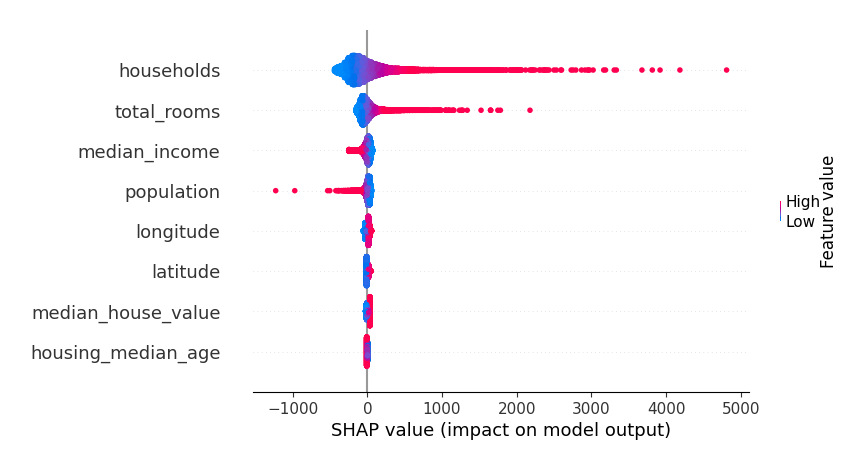 households
total_rooms
median_income
population
longitude
latitude
median_house_value
housing_median_age
−1000 0 1000 2000 3000 4000 5000
SHAP value (impact on model output)
High
Low
Feature value